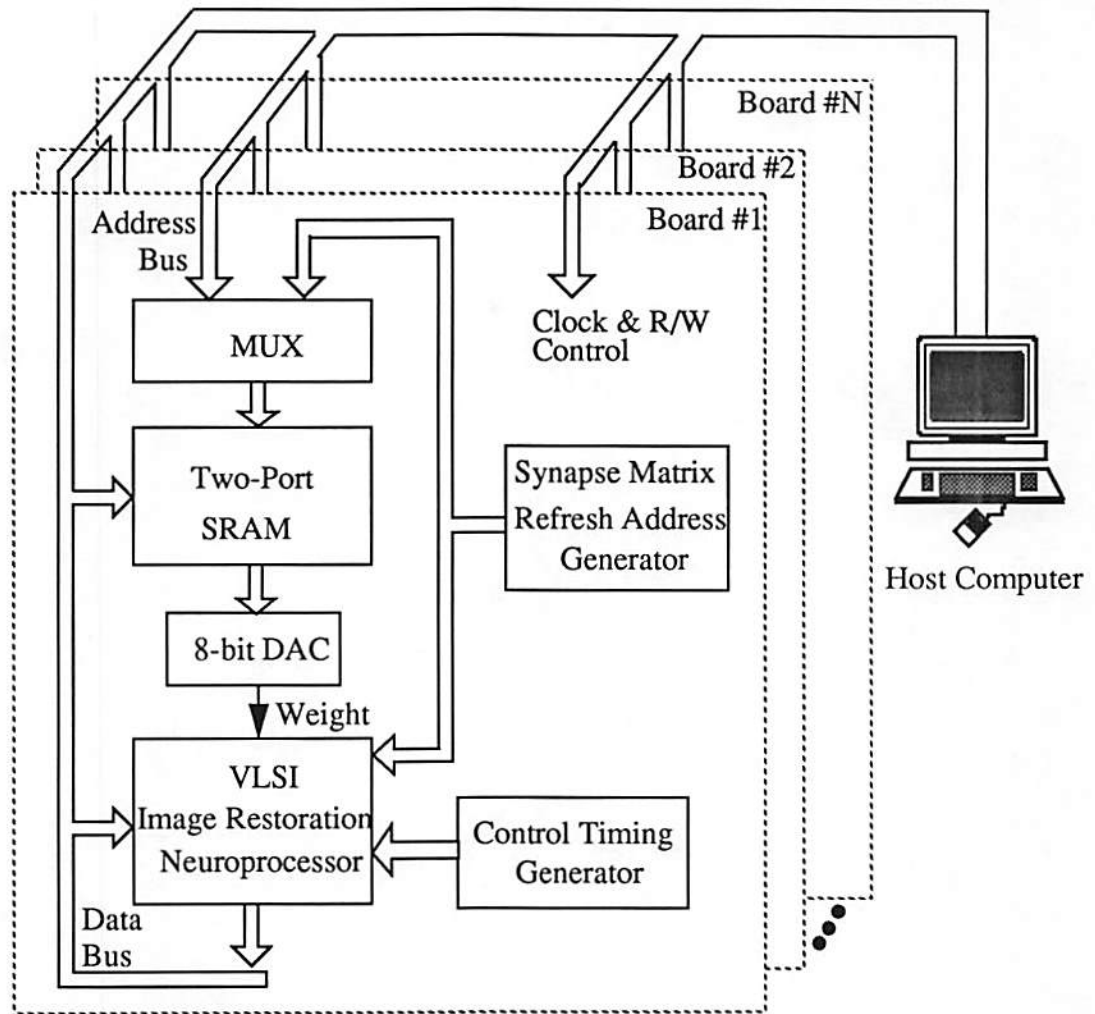 Board #N
Board #2
Board #1
Address
Bus
MUX
Clock & R/W
Control
Two-Port
SRAM
Synapse Matrix
Refresh Address
Generator
Host Computer
8-bit DAC
Weight
VLSI
Image Restoration
Neuroprocessor
Control Timing
Generator
Data
Bus